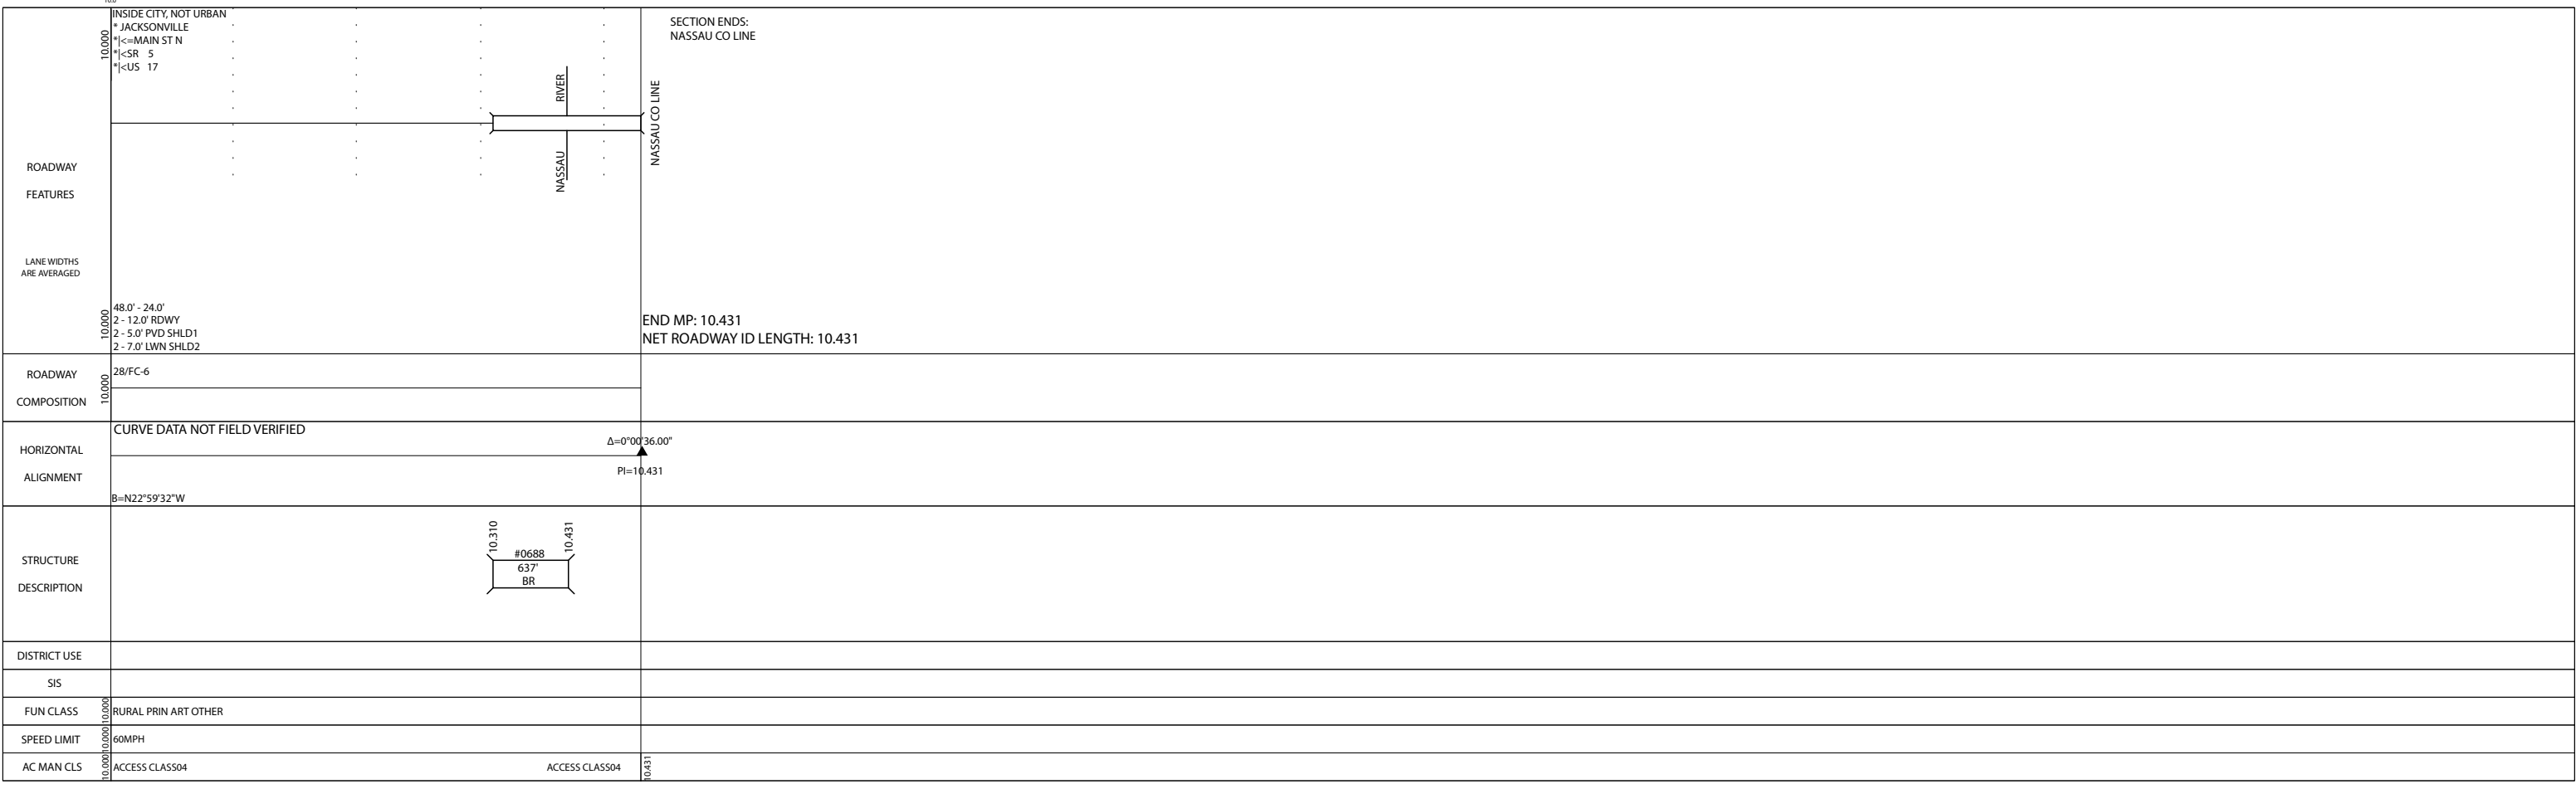 10.0
INSIDE CITY, NOT URBAN
* JACKSONVILLE
*|<=MAIN ST N
*|<SR 5
*|<US 17
10.000
SECTION ENDS:
NASSAU CO LINE
RIVER
NASSAU
NASSAU CO LINE
ROADWAY
FEATURES
LANE WIDTHS
ARE AVERAGED
10.000
48.0' - 24.0'
2 - 12.0' RDWY
2 - 5.0' PVD SHLD1
2 - 7.0' LWN SHLD2
END MP: 10.431
NET ROADWAY ID LENGTH: 10.431
ROADWAY
COMPOSITION
10.000
28/FC-6
HORIZONTAL
ALIGNMENT
CURVE DATA NOT FIELD VERIFIED
Δ=0°00'36.00"
PI=10.431
B=N22°59'32"W
STRUCTURE
DESCRIPTION
10.310
10.431
#0688
637'
BR
DISTRICT USE
SIS
FUN CLASS
10.000
RURAL PRIN ART OTHER
SPEED LIMIT
10.000
60MPH
AC MAN CLS
10.000
ACCESS CLASS04
ACCESS CLASS04
10.431